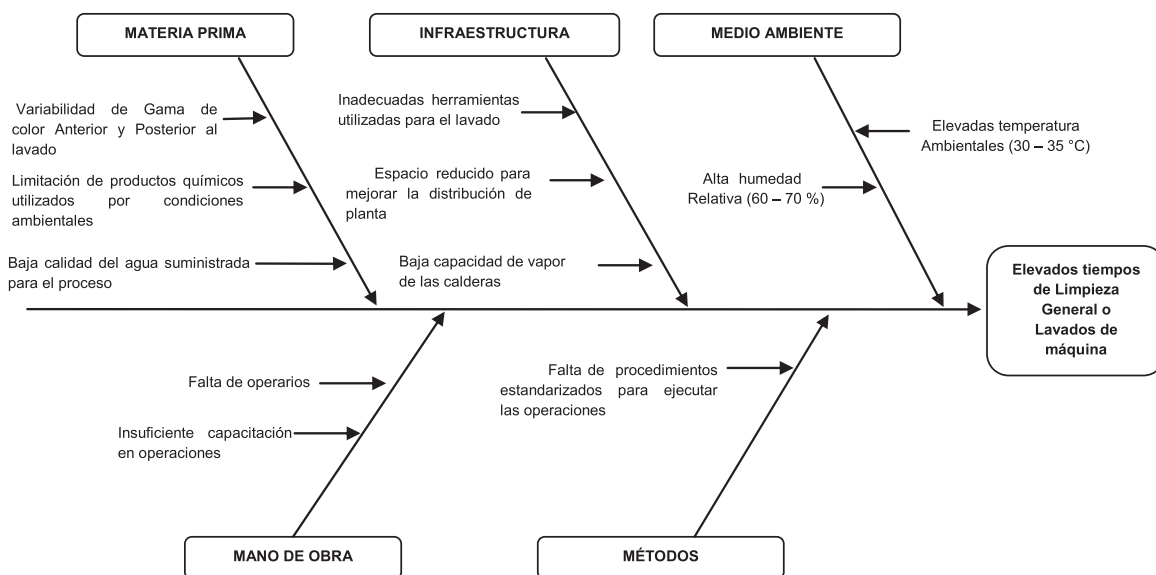 MATERIA PRIMA
INFRAESTRUCTURA
MEDIO AMBIENTE
Variabilidad de Gama de
color Anterior y Posterior al
lavado
Limitación de productos químicos
utilizados por condiciones
ambientales
Baja calidad del agua suministrada
para el proceso
Inadecuadas herramientas
utilizadas para el lavado
Espacio reducido para
mejorar la distribución de
planta
Baja capacidad de vapor
de las calderas
Elevadas temperatura
Ambientales (30 – 35 °C)
Alta humedad
Relativa (60 – 70 %)
Elevados tiempos
de Limpieza
General o
Lavados de
máquina
Falta de operarios
Insuficiente capacitación
en operaciones
Falta de procedimientos
estandarizados para ejecutar
las operaciones
MANO DE OBRA
MÉTODOS